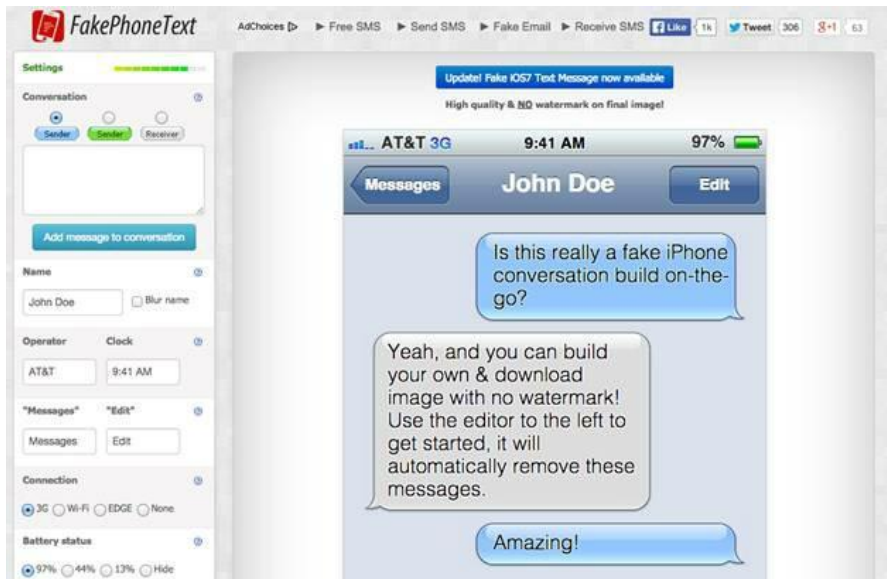 FakePhoneText
AdChoices ▶ Free SMS ▶ Send SMS ▶ Fake Email ▶ Receive SMS Like 1k Tweet 306 g+1 63
Settings
Conversation
Sender Sender Receiver
Add message to conversation
Name
John Doe Blur name
Operator Clock
AT&T 9:41 AM
"Messages" "Edit"
Messages Edit
Connection
3G Wi-Fi EDGE None
Battery status
97% 44% 13% Hide
Update! Fake iOS7 Text Message now available
High quality & NO watermark on final image!
AT&T 3G 9:41 AM 97%
Messages John Doe Edit
Is this really a fake iPhone
conversation build on-the-
go?
Yeah, and you can build
your own & download
image with no watermark!
Use the editor to the left to
get started, it will
automatically remove these
messages.
Amazing!